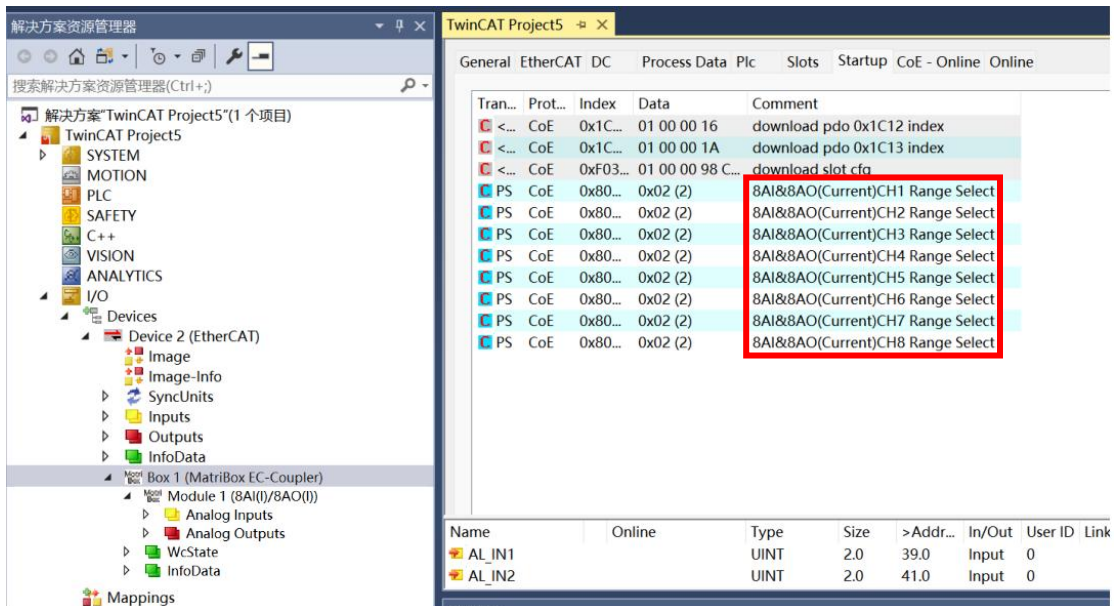 解决方案资源管理器
搜索解决方案资源管理器(Ctrl+;)
解决方案"TwinCAT Project5"(1 个项目)
TwinCAT Project5
SYSTEM
MOTION
PLC
SAFETY
C++
VISION
ANALYTICS
I/O
Devices
Device 2 (EtherCAT)
Image
Image-Info
SyncUnits
Inputs
Outputs
InfoData
Box 1 (MatriBox EC-Coupler)
Module 1 (8AI(I)/8AO(I))
Analog Inputs
Analog Outputs
WcState
InfoData
Mappings
TwinCAT Project5
General EtherCAT DC Process Data Plc Slots Startup CoE - Online Online
Tran... Prot... Index Data Comment
C <... CoE 0x1C... 01 00 00 16 download pdo 0x1C12 index
C <... CoE 0x1C... 01 00 00 1A download pdo 0x1C13 index
C <... CoE 0xF03... 01 00 00 98 C... download slot cfg
C PS CoE 0x80... 0x02 (2) 8AI&8AO(Current)CH1 Range Select
C PS CoE 0x80... 0x02 (2) 8AI&8AO(Current)CH2 Range Select
C PS CoE 0x80... 0x02 (2) 8AI&8AO(Current)CH3 Range Select
C PS CoE 0x80... 0x02 (2) 8AI&8AO(Current)CH4 Range Select
C PS CoE 0x80... 0x02 (2) 8AI&8AO(Current)CH5 Range Select
C PS CoE 0x80... 0x02 (2) 8AI&8AO(Current)CH6 Range Select
C PS CoE 0x80... 0x02 (2) 8AI&8AO(Current)CH7 Range Select
C PS CoE 0x80... 0x02 (2) 8AI&8AO(Current)CH8 Range Select
Name Online Type Size >Addr... In/Out User ID Link
AL_IN1 UINT 2.0 39.0 Input 0
AL_IN2 UINT 2.0 41.0 Input 0